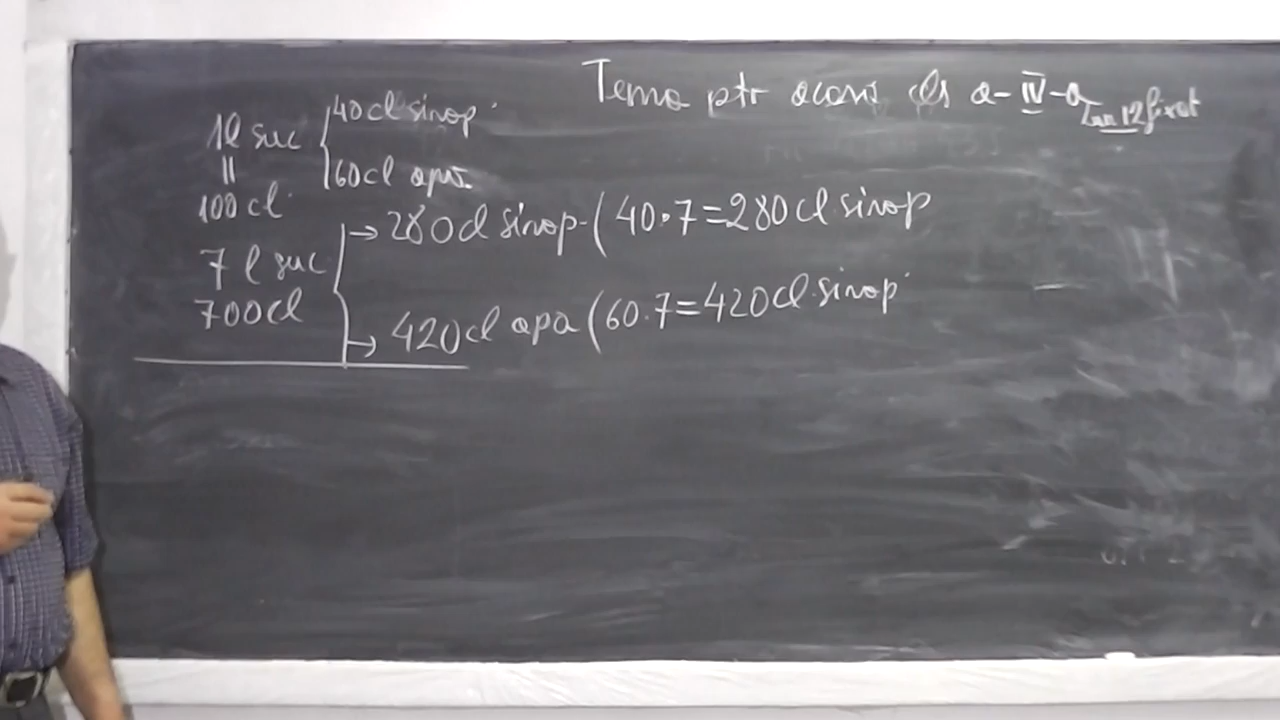 Tema ptr acasă cls a-IV-a
1l suc 40cl sirop
=
60cl apă
100 cl
7 l suc → 280cl sirop (40·7=280cl sirop
700cl
→ 420cl apa (60·7=420cl sirop